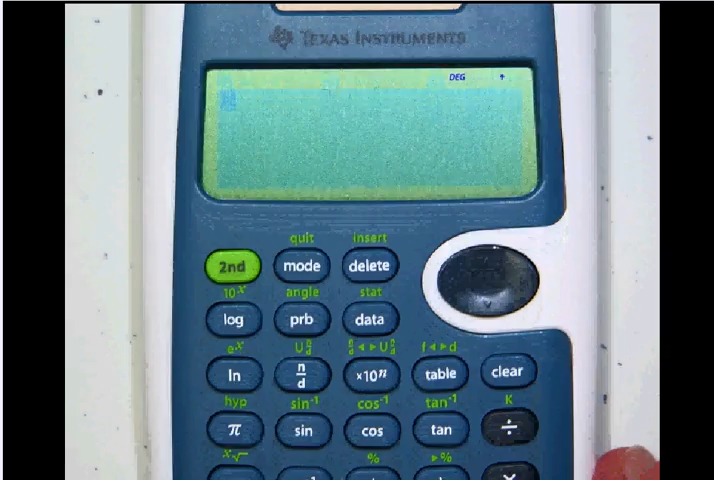 TEXAS INSTRUMENTS
DEG
quit insert
2nd mode delete
10ˣ angle stat
log prb data
eˣ U n/d n/d ◄► U n/d f◄►d
ln n/d ×10ⁿ table clear
hyp sin⁻¹ cos⁻¹ tan⁻¹ K
π sin cos tan ÷
ˣ√ % ►%